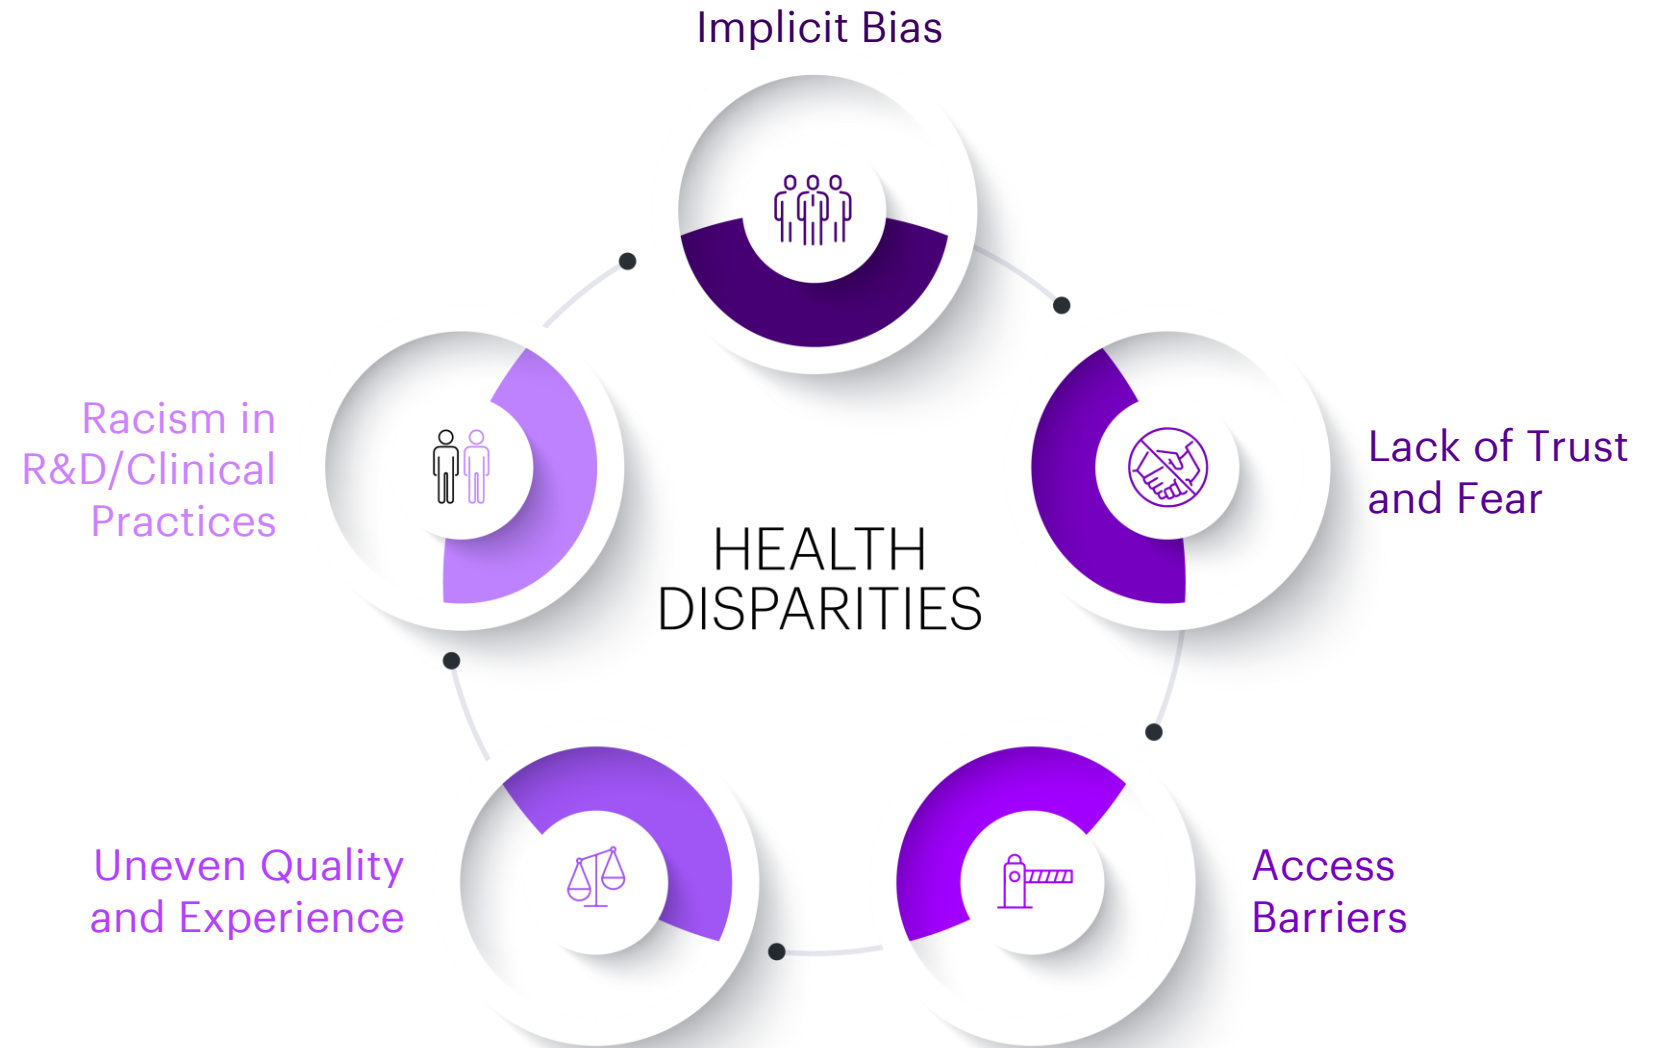 Implicit Bias
Lack of Trust
and Fear
Access
Barriers
Uneven Quality
and Experience
Racism in
R&D/Clinical
Practices
HEALTH
DISPARITIES